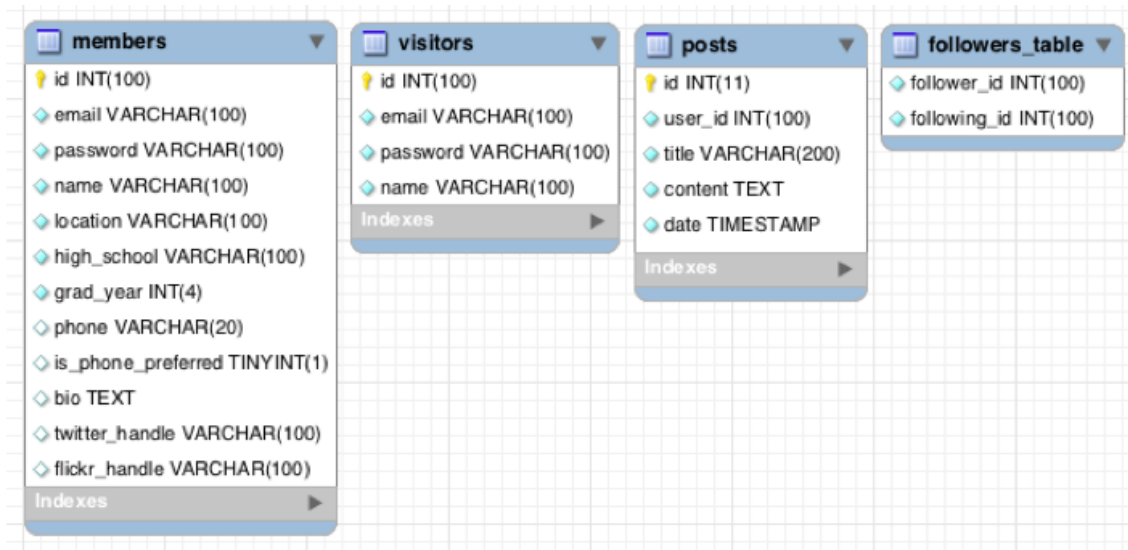 members
id INT(100)
email VARCHAR(100)
password VARCHAR(100)
name VARCHAR(100)
location VARCHAR(100)
high_school VARCHAR(100)
grad_year INT(4)
phone VARCHAR(20)
is_phone_preferred TINYINT(1)
bio TEXT
twitter_handle VARCHAR(100)
flickr_handle VARCHAR(100)
Indexes
visitors
id INT(100)
email VARCHAR(100)
password VARCHAR(100)
name VARCHAR(100)
Indexes
posts
id INT(11)
user_id INT(100)
title VARCHAR(200)
content TEXT
date TIMESTAMP
Indexes
followers_table
follower_id INT(100)
following_id INT(100)